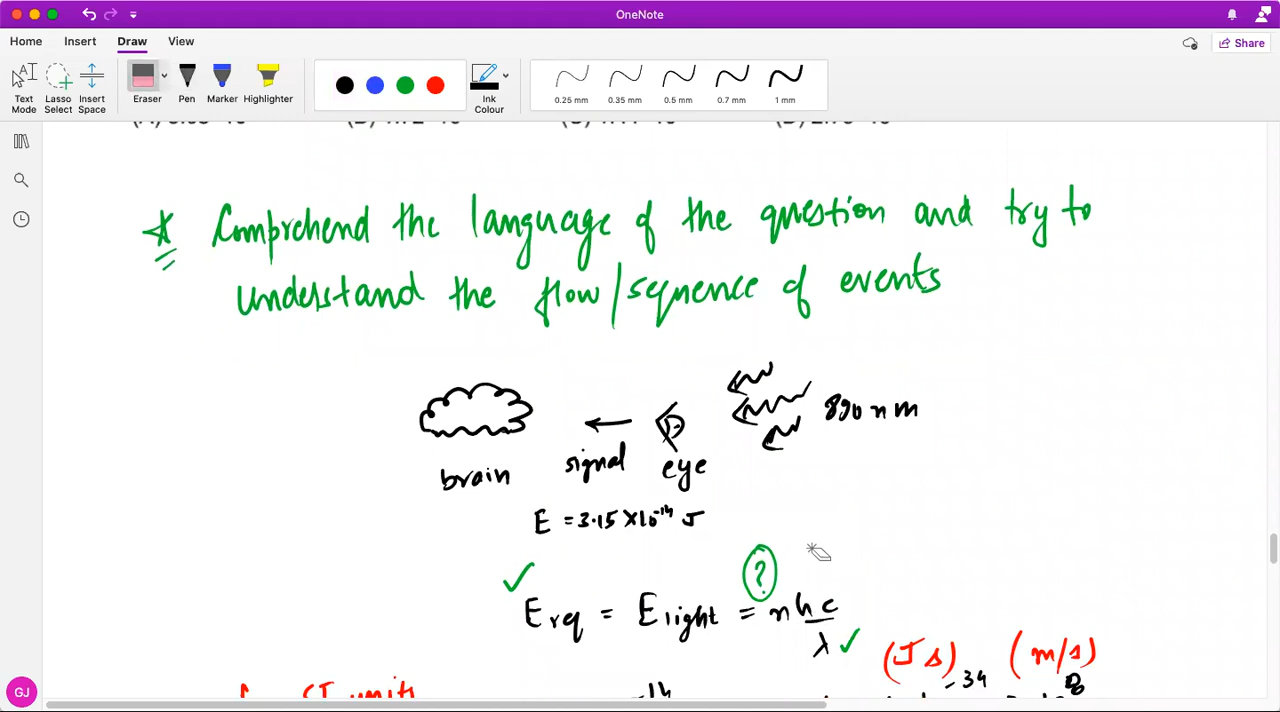 OneNote
Home Insert Draw View
Share
Text Mode
Lasso Select
Insert Space
Eraser
Pen
Marker
Highlighter
Ink Colour
0.25 mm
0.35 mm
0.5 mm
0.7 mm
1 mm
* Comprehend the language of the question and try to
understand the flow/sequence of events
890 nm
brain
signal
eye
E = 3.15 × 10⁻¹⁴ J
?
✓ E rq = E light = nhc/λ ✓
(J s) (m/s)
GJ